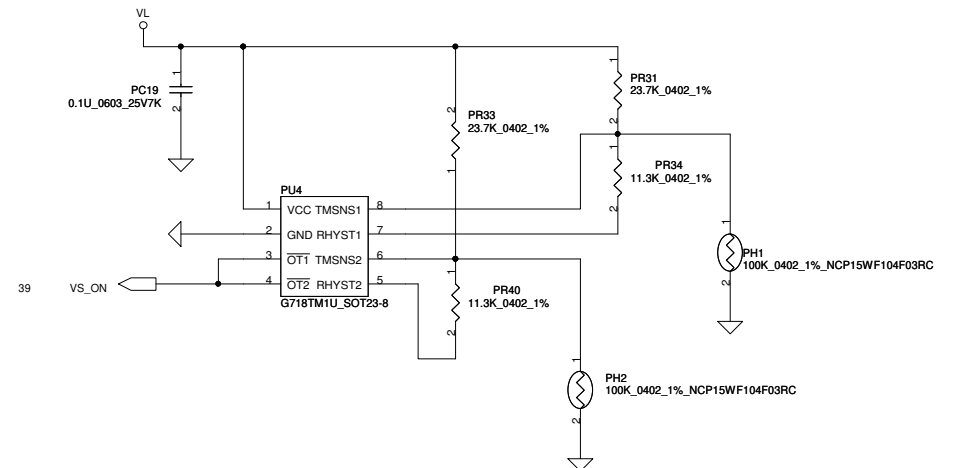 VL
1
PC19
0.1U_0603_25V7K
2
1
PR31
23.7K_0402_1%
2
2
PR33
23.7K_0402_1%
1
1
PR34
11.3K_0402_1%
2
PU4
1 VCC TMSNS1 8
2 GND RHYST1 7
3 OT1 TMSNS2 6
4 OT2 RHYST2 5
G718TM1U_SOT23-8
39 VS_ON
1
PR40
11.3K_0402_1%
2
1
PH1
100K_0402_1%_NCP15WF104F03RC
2
1
PH2
100K_0402_1%_NCP15WF104F03RC
2